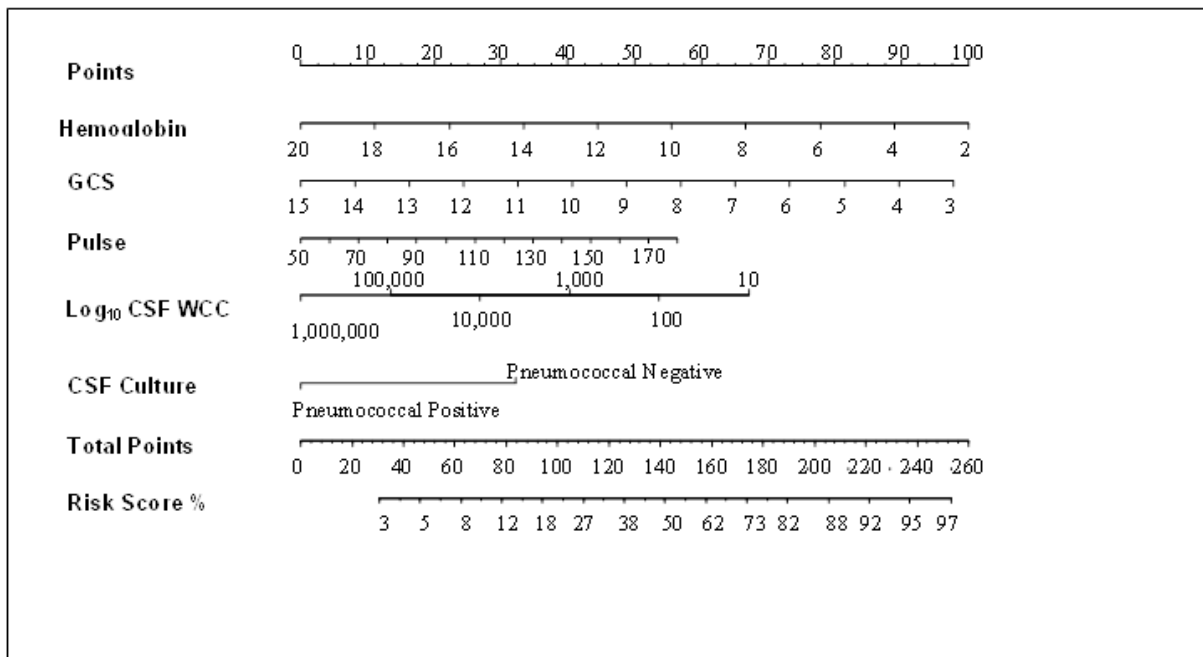 0 10 20 30 40 50 60 70 80 90 100
Points
Hemoglobin
20 18 16 14 12 10 8 6 4 2
GCS
15 14 13 12 11 10 9 8 7 6 5 4 3
Pulse
50 70 90 110 130 150 170
100,000 1,000 10
Log₁₀ CSF WCC
1,000,000 10,000 100
Pneumococcal Negative
CSF Culture
Pneumococcal Positive
Total Points
0 20 40 60 80 100 120 140 160 180 200 220 240 260
Risk Score %
3 5 8 12 18 27 38 50 62 73 82 88 92 95 97